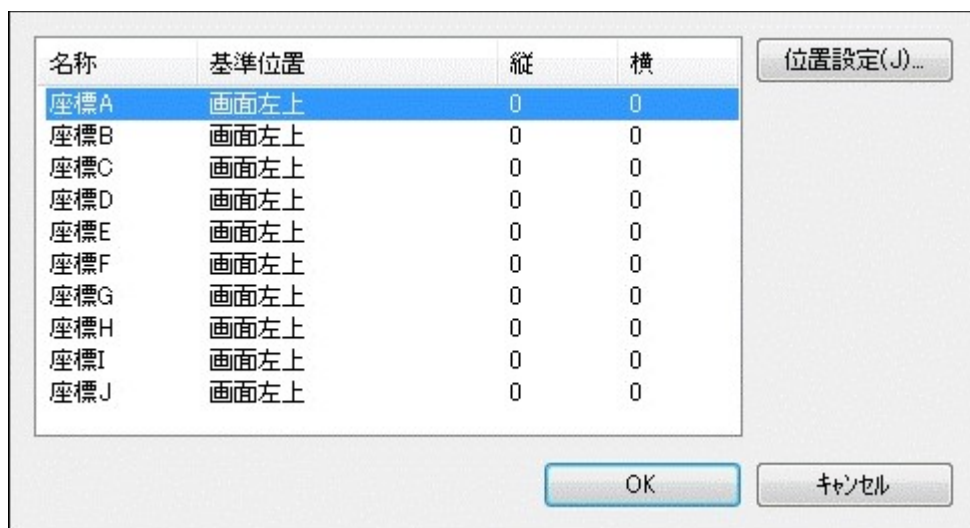 名称 基準位置 縦 横 位置設定(J)...
座標A 画面左上 0 0
座標B 画面左上 0 0
座標C 画面左上 0 0
座標D 画面左上 0 0
座標E 画面左上 0 0
座標F 画面左上 0 0
座標G 画面左上 0 0
座標H 画面左上 0 0
座標I 画面左上 0 0
座標J 画面左上 0 0
OK キャンセル